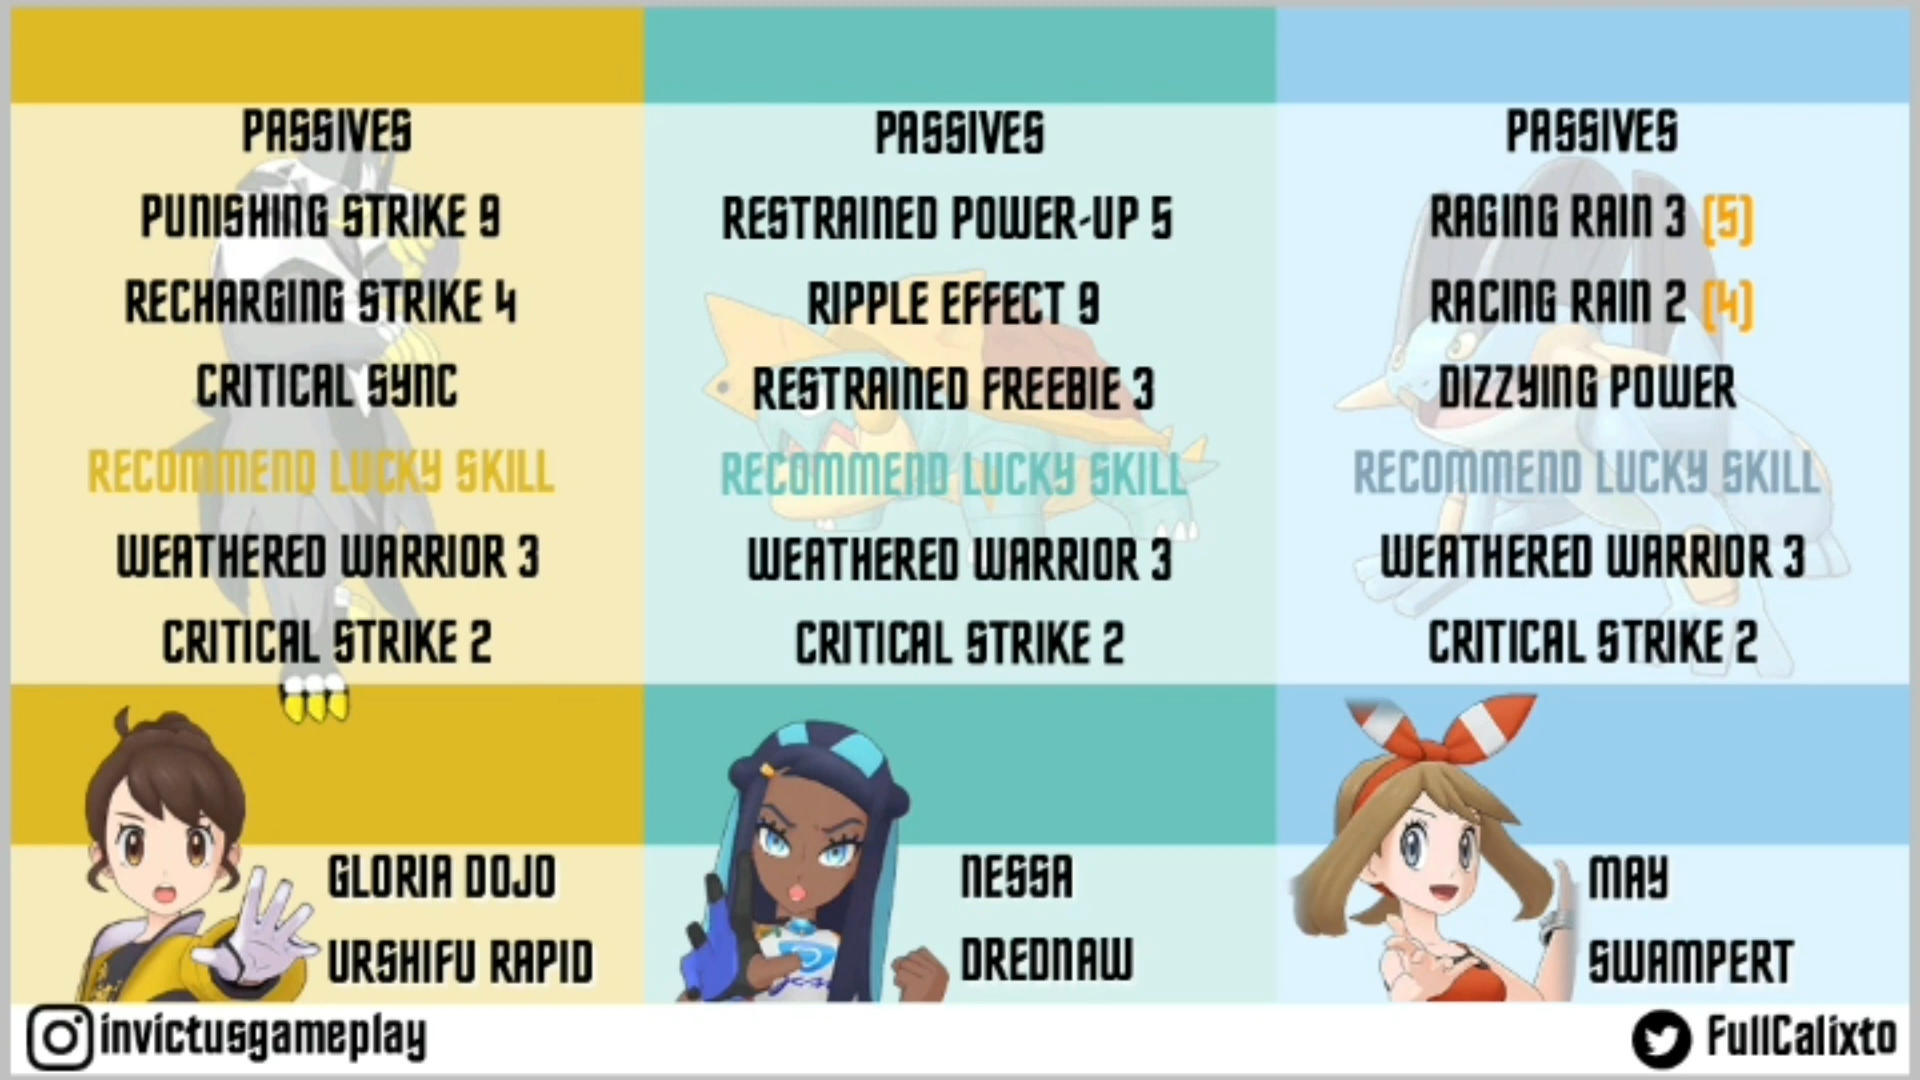 PASSIVES
PUNISHING STRIKE 9
RECHARGING STRIKE 4
CRITICAL SYNC
RECOMMEND LUCKY SKILL
WEATHERED WARRIOR 3
CRITICAL STRIKE 2
GLORIA DOJO
URSHIFU RAPID
PASSIVES
RESTRAINED POWER-UP 5
RIPPLE EFFECT 9
RESTRAINED FREEBIE 3
RECOMMEND LUCKY SKILL
WEATHERED WARRIOR 3
CRITICAL STRIKE 2
NESSA
DREDNAW
PASSIVES
RAGING RAIN 3 (5)
RACING RAIN 2 (4)
DIZZYING POWER
RECOMMEND LUCKY SKILL
WEATHERED WARRIOR 3
CRITICAL STRIKE 2
MAY
SWAMPERT
invictusgameplay
FullCalixto